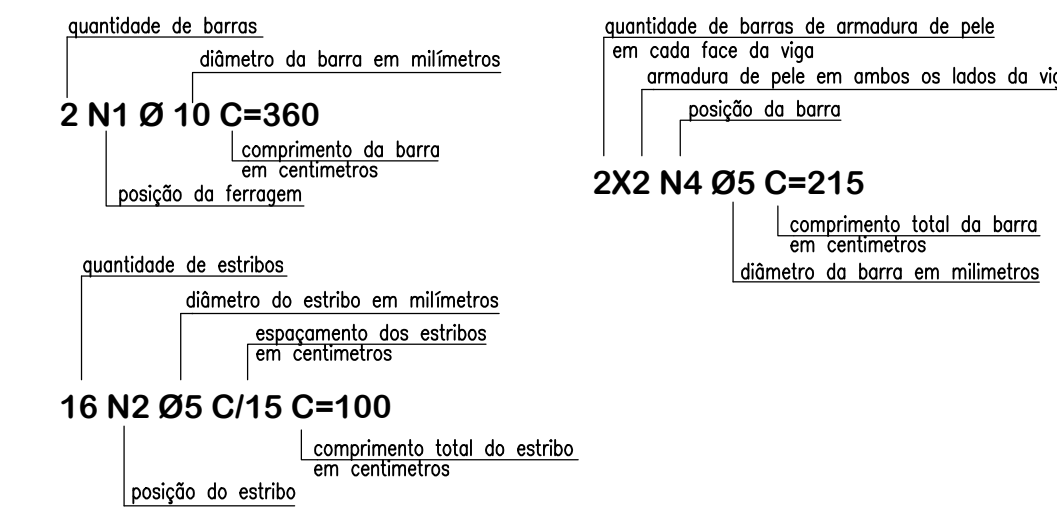 quantidade de barras
diâmetro da barra em milímetros
2 N1 Ø 10 C=360
comprimento da barra
em centimetros
posição da ferragem
quantidade de barras de armadura de pele
em cada face da viga
armadura de pele em ambos os lados da
posição da barra
2X2 N4 Ø5 C=215
comprimento total da barra
em centimetros
diâmetro da barra em milimetros
quantidade de estribos
diâmetro do estribo em milímetros
espaçamento dos estribos
em centimetros
16 N2 Ø5 C/15 C=100
comprimento total do estribo
em centimetros
posição do estribo